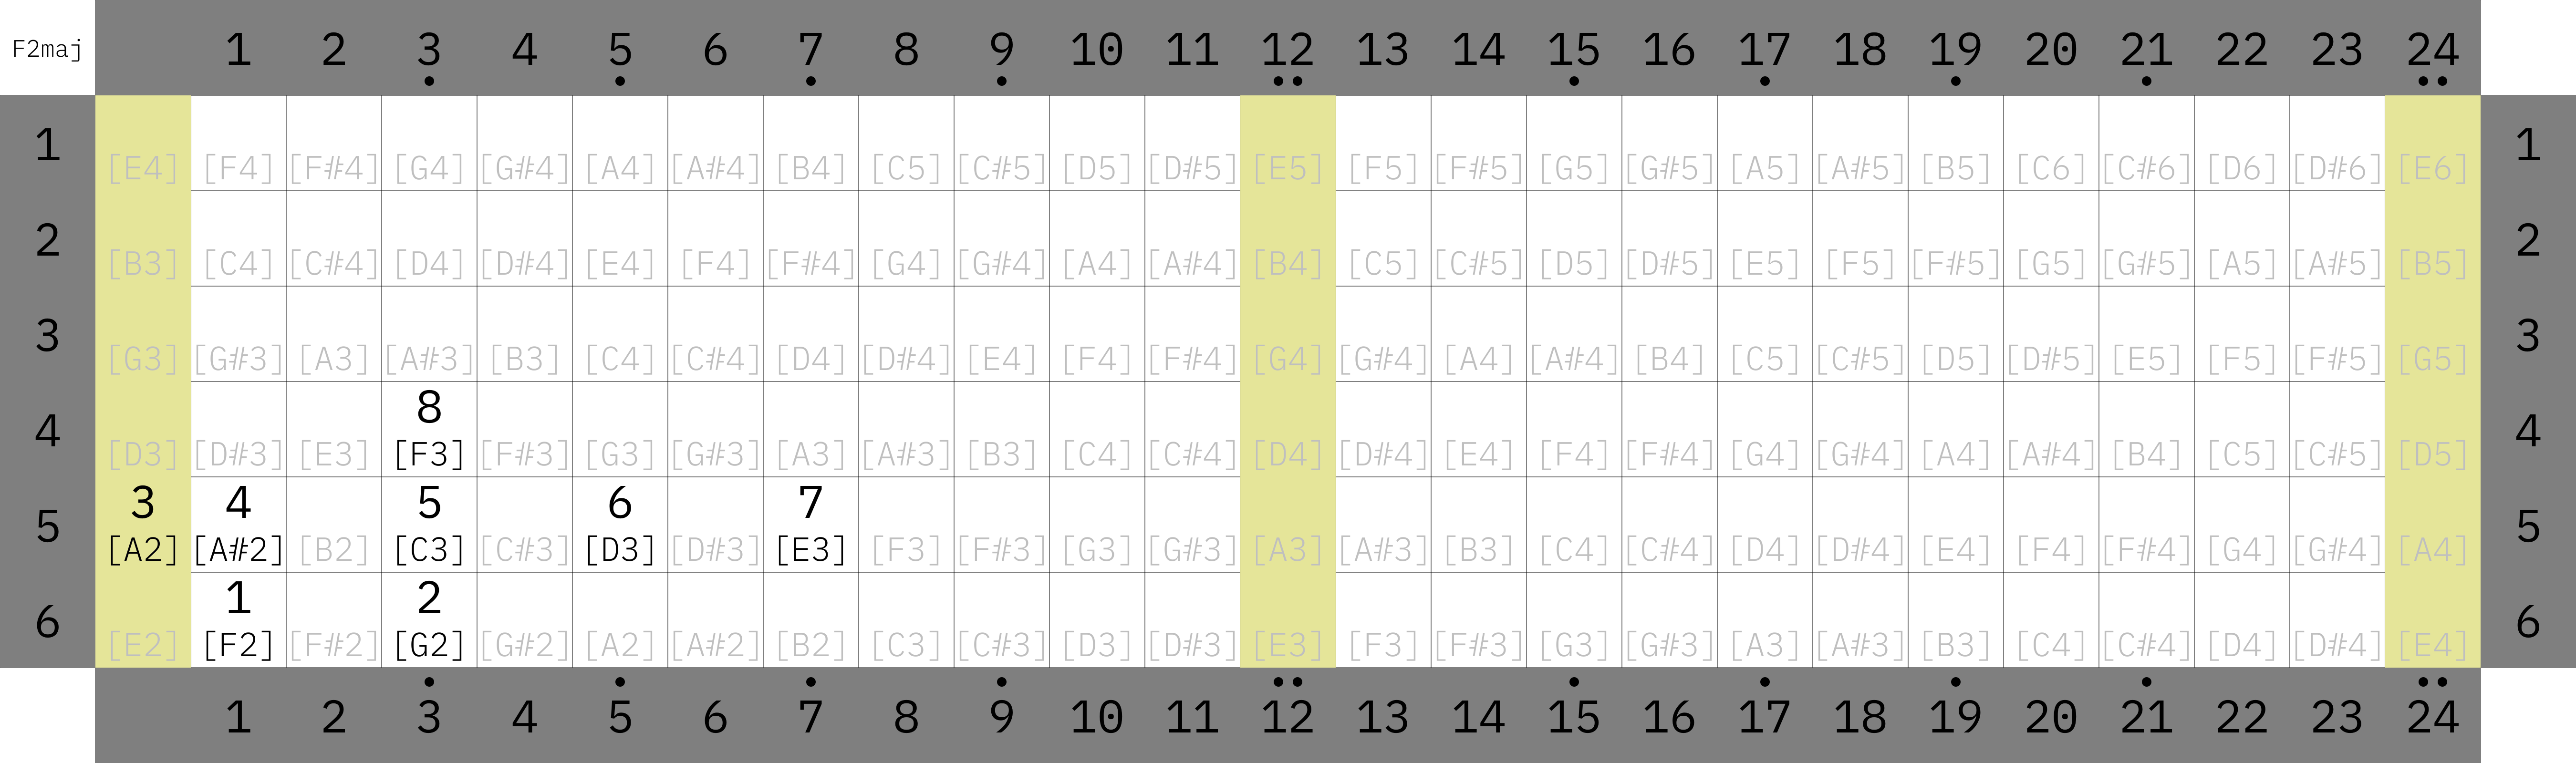 F2maj 1 2 3 4 5 6 7 8 9 10 11 12 13 14 15 16 17 18 19 20 21 22 23 24
1 [E4] [F4] [F#4] [G4] [G#4] [A4] [A#4] [B4] [C5] [C#5] [D5] [D#5] [E5] [F5] [F#5] [G5] [G#5] [A5] [A#5] [B5] [C6] [C#6] [D6] [D#6] [E6] 1
2 [B3] [C4] [C#4] [D4] [D#4] [E4] [F4] [F#4] [G4] [G#4] [A4] [A#4] [B4] [C5] [C#5] [D5] [D#5] [E5] [F5] [F#5] [G5] [G#5] [A5] [A#5] [B5] 2
3 [G3] [G#3] [A3] [A#3] [B3] [C4] [C#4] [D4] [D#4] [E4] [F4] [F#4] [G4] [G#4] [A4] [A#4] [B4] [C5] [C#5] [D5] [D#5] [E5] [F5] [F#5] [G5] 3
8
4 [D3] [D#3] [E3] [F3] [F#3] [G3] [G#3] [A3] [A#3] [B3] [C4] [C#4] [D4] [D#4] [E4] [F4] [F#4] [G4] [G#4] [A4] [A#4] [B4] [C5] [C#5] [D5] 4
3 4 5 6 7
5 [A2] [A#2] [B2] [C3] [C#3] [D3] [D#3] [E3] [F3] [F#3] [G3] [G#3] [A3] [A#3] [B3] [C4] [C#4] [D4] [D#4] [E4] [F4] [F#4] [G4] [G#4] [A4] 5
1 2
6 [E2] [F2] [F#2] [G2] [G#2] [A2] [A#2] [B2] [C3] [C#3] [D3] [D#3] [E3] [F3] [F#3] [G3] [G#3] [A3] [A#3] [B3] [C4] [C#4] [D4] [D#4] [E4] 6
1 2 3 4 5 6 7 8 9 10 11 12 13 14 15 16 17 18 19 20 21 22 23 24